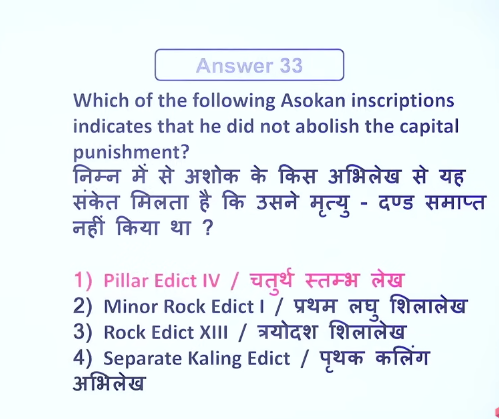 Answer 33
Which of the following Asokan inscriptions
indicates that he did not abolish the capital
punishment?
निम्न में से अशोक के किस अभिलेख से यह
संकेत मिलता है कि उसने मृत्यु - दण्ड समाप्त
नहीं किया था ?
1) Pillar Edict IV / चतुर्थ स्तम्भ लेख
2) Minor Rock Edict I / प्रथम लघु शिलालेख
3) Rock Edict XIII / त्रयोदश शिलालेख
4) Separate Kaling Edict / पृथक कलिंग
अभिलेख